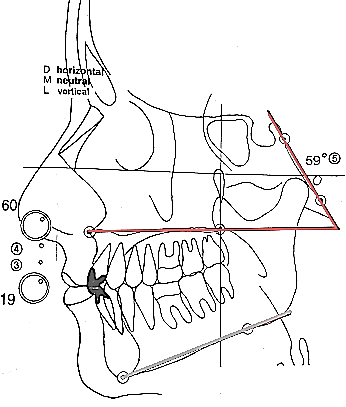 D horizontal
M neutral
L vertical
59° ⑤
60
④
③
19